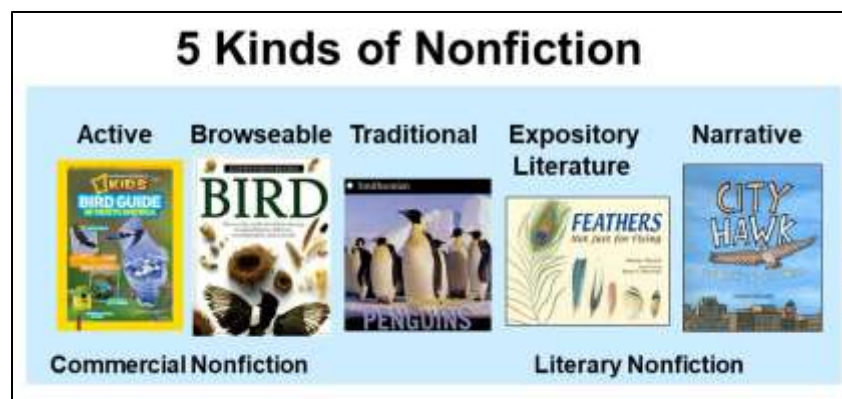 5 Kinds of Nonfiction
Active Browseable Traditional Expository Literature Narrative
KIDS
BIRD GUIDE
BIRD
Smithsonian
PENGUINS
FEATHERS
Not Just for Flying
CITY
HAWK
Commercial Nonfiction Literary Nonfiction